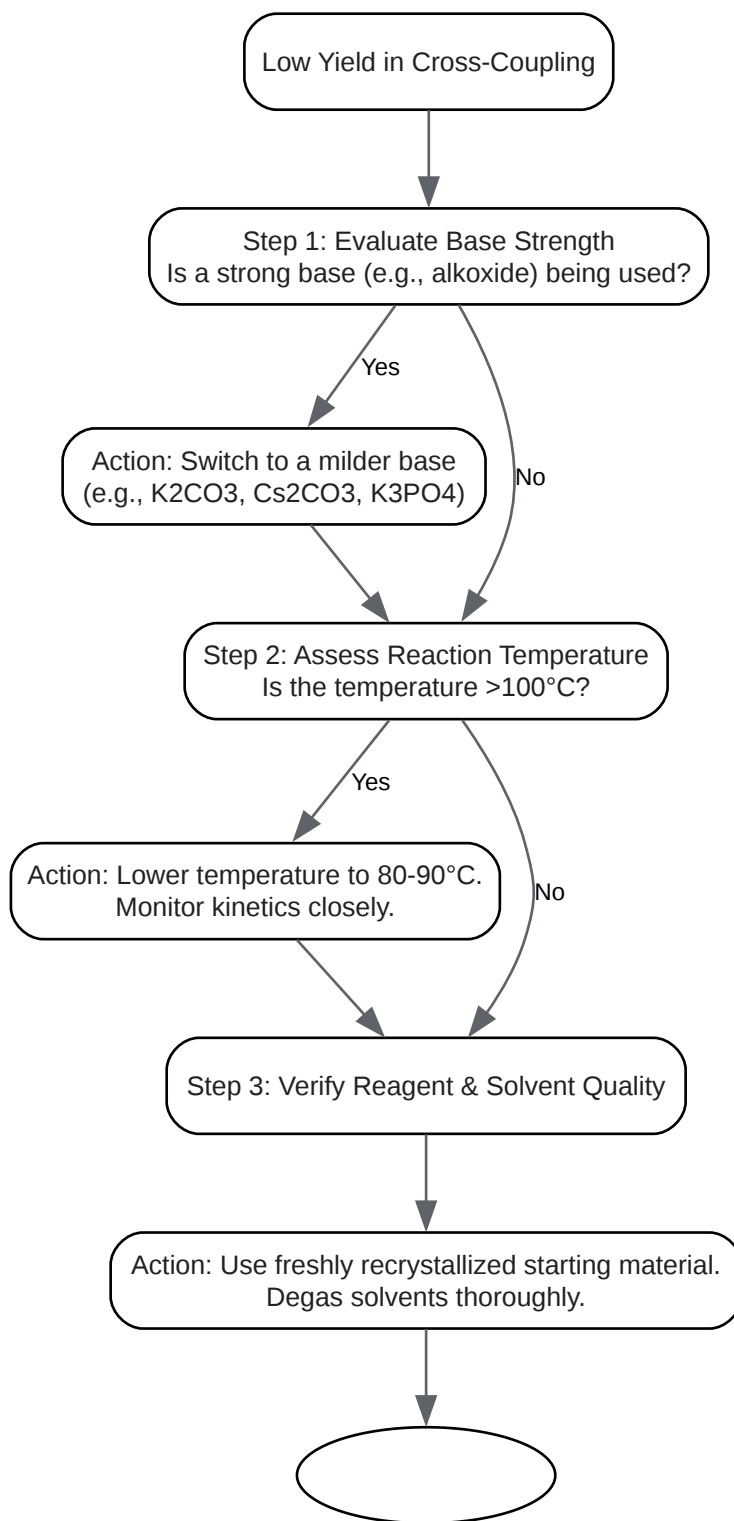 Low Yield in Cross-Coupling
Step 1: Evaluate Base Strength
Is a strong base (e.g., alkoxide) being used?
Yes
Action: Switch to a milder base
(e.g., K2CO3, Cs2CO3, K3PO4)
No
Step 2: Assess Reaction Temperature
Is the temperature >100°C?
Yes
Action: Lower temperature to 80-90°C.
Monitor kinetics closely.
No
Step 3: Verify Reagent & Solvent Quality
Action: Use freshly recrystallized starting material.
Degas solvents thoroughly.